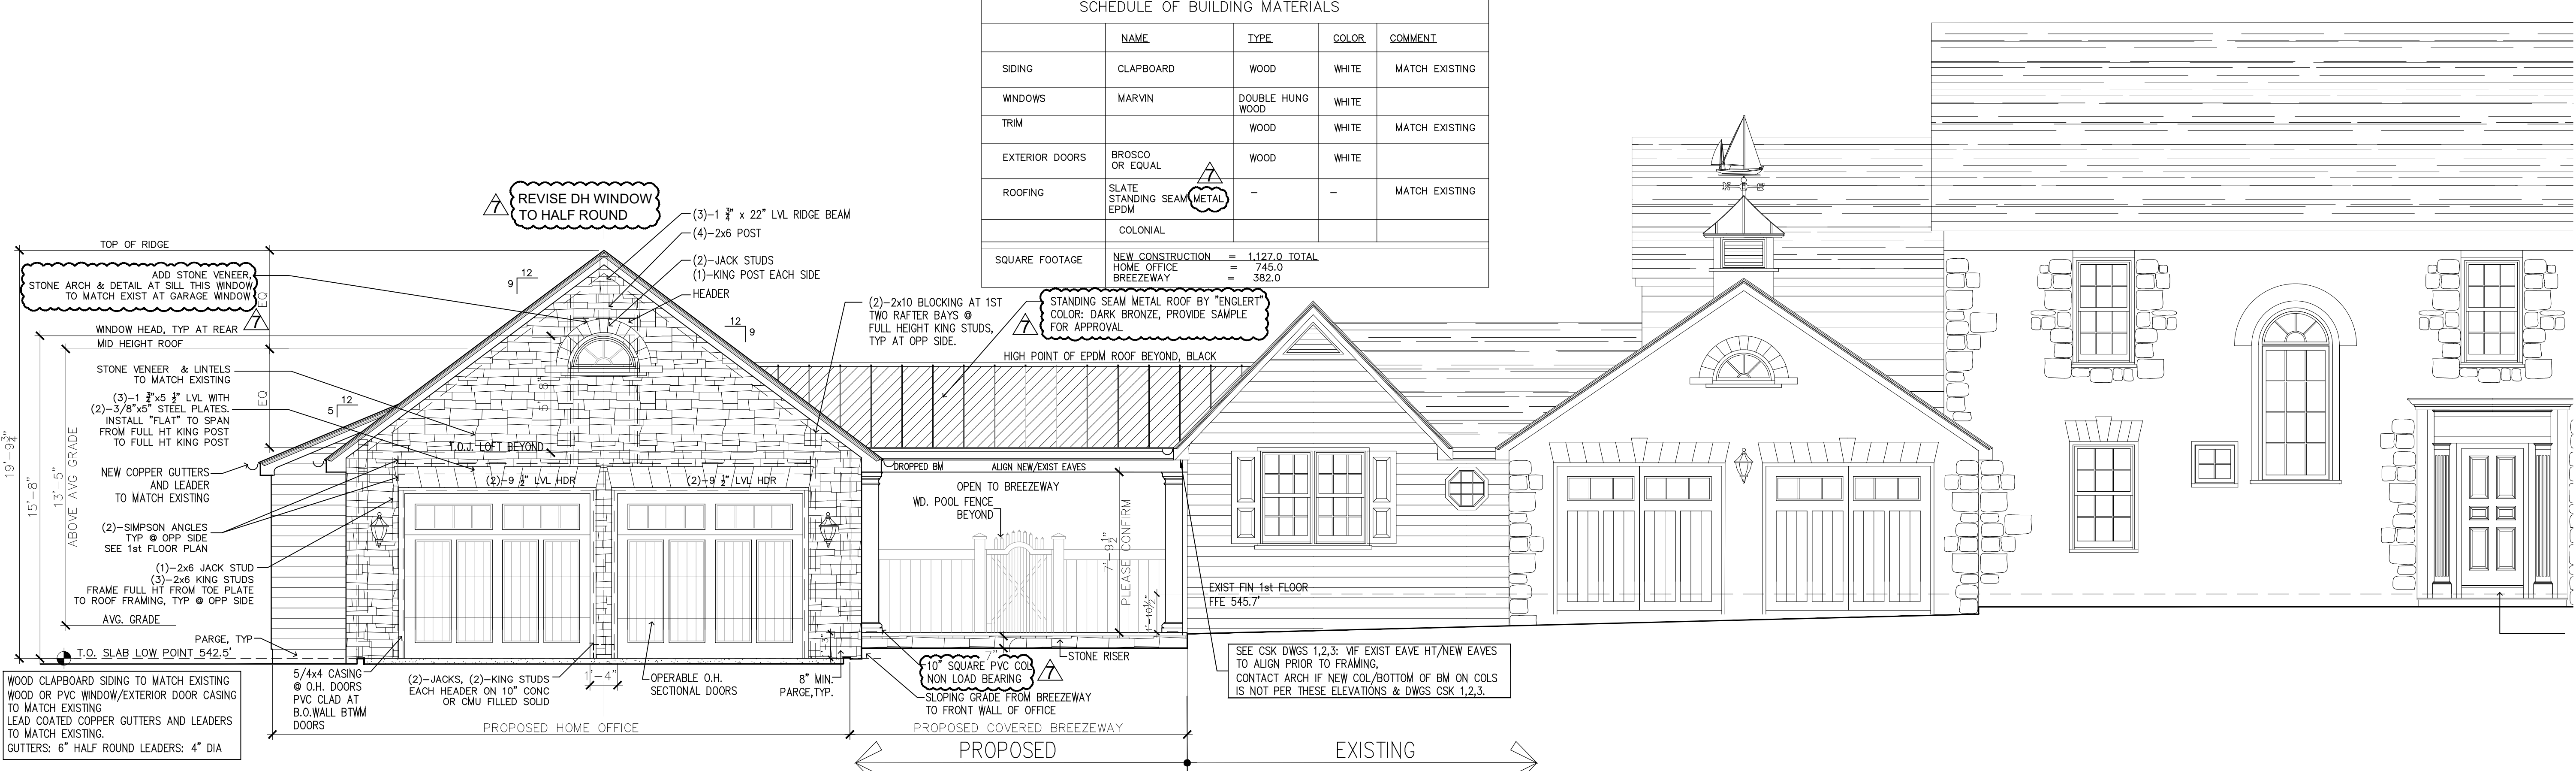 SCHEDULE OF BUILDING MATERIALS
NAME TYPE COLOR COMMENT
SIDING CLAPBOARD WOOD WHITE MATCH EXISTING
WINDOWS MARVIN DOUBLE HUNG WOOD WHITE
TRIM WOOD WHITE MATCH EXISTING
EXTERIOR DOORS BROSCO OR EQUAL WOOD WHITE
7
ROOFING SLATE – – MATCH EXISTING
STANDING SEAM METAL
EPDM
COLONIAL
SQUARE FOOTAGE NEW CONSTRUCTION = 1,127.0 TOTAL
HOME OFFICE = 745.0
BREEZEWAY = 382.0
7
REVISE DH WINDOW
TO HALF ROUND
(3)-1 3/4" x 22" LVL RIDGE BEAM
(4)-2x6 POST
(2)-JACK STUDS
(1)-KING POST EACH SIDE
HEADER
TOP OF RIDGE
ADD STONE VENEER,
STONE ARCH & DETAIL AT SILL THIS WINDOW
TO MATCH EXIST AT GARAGE WINDOW
7
EQ
12
9
12
9
WINDOW HEAD, TYP AT REAR
MID HEIGHT ROOF
STONE VENEER & LINTELS
TO MATCH EXISTING
(3)-1 3/4"x5 1/2" LVL WITH
(2)-3/8"x5" STEEL PLATES.
INSTALL "FLAT" TO SPAN
FROM FULL HT KING POST
TO FULL HT KING POST
EQ
12
5
19'-9 3/4"
15'-8"
13'-5"
ABOVE AVG GRADE
NEW COPPER GUTTERS
AND LEADER
TO MATCH EXISTING
(2)-SIMPSON ANGLES
TYP @ OPP SIDE
SEE 1st FLOOR PLAN
(1)-2x6 JACK STUD
(3)-2x6 KING STUDS
FRAME FULL HT FROM TOE PLATE
TO ROOF FRAMING, TYP @ OPP SIDE
AVG. GRADE
PARGE, TYP
T.O. SLAB LOW POINT 542.5'
WOOD CLAPBOARD SIDING TO MATCH EXISTING
WOOD OR PVC WINDOW/EXTERIOR DOOR CASING
TO MATCH EXISTING
LEAD COATED COPPER GUTTERS AND LEADERS
TO MATCH EXISTING.
GUTTERS: 6" HALF ROUND LEADERS: 4" DIA
5'-8"
T.O.J. LOFT BEYOND
(2)-9 1/2" LVL HDR
(2)-9 1/2" LVL HDR
5/4x4 CASING
@ O.H. DOORS
PVC CLAD AT
B.O.WALL BTWM
DOORS
(2)-JACKS, (2)-KING STUDS
EACH HEADER ON 10" CONC
OR CMU FILLED SOLID
1'-4"
OPERABLE O.H.
SECTIONAL DOORS
8" MIN.
PARGE,TYP.
PROPOSED HOME OFFICE
(2)-2x10 BLOCKING AT 1ST
TWO RAFTER BAYS @
FULL HEIGHT KING STUDS,
TYP AT OPP SIDE.
7
STANDING SEAM METAL ROOF BY "ENGLERT"
COLOR: DARK BRONZE, PROVIDE SAMPLE
FOR APPROVAL
HIGH POINT OF EPDM ROOF BEYOND, BLACK
DROPPED BM
ALIGN NEW/EXIST EAVES
OPEN TO BREEZEWAY
WD. POOL FENCE
BEYOND
7'-9 1/2"
PLEASE CONFIRM
1'-10 1/2"
7"
STONE RISER
10" SQUARE PVC COL
NON LOAD BEARING
7
SLOPING GRADE FROM BREEZEWAY
TO FRONT WALL OF OFFICE
PROPOSED COVERED BREEZEWAY
EXIST FIN 1st FLOOR
FFE 545.7'
SEE CSK DWGS 1,2,3: VIF EXIST EAVE HT/NEW EAVES
TO ALIGN PRIOR TO FRAMING,
CONTACT ARCH IF NEW COL/BOTTOM OF BM ON COLS
IS NOT PER THESE ELEVATIONS & DWGS CSK 1,2,3.
PROPOSED
EXISTING
N S